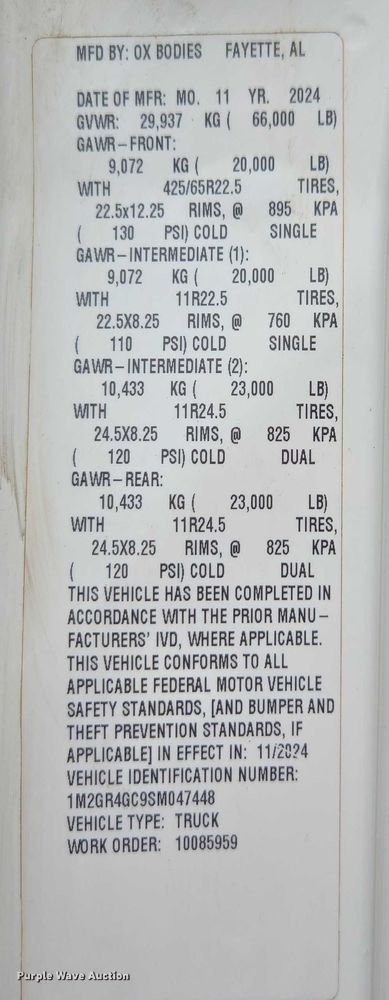 MFD BY: OX BODIES FAYETTE, AL
DATE OF MFR: MO. 11 YR. 2024
GVWR: 29,937 KG ( 66,000 LB)
GAWR-FRONT:
9,072 KG ( 20,000 LB)
WITH 425/65R22.5 TIRES,
22.5x12.25 RIMS, @ 895 KPA
( 130 PSI) COLD SINGLE
GAWR-INTERMEDIATE (1):
9,072 KG ( 20,000 LB)
WITH 11R22.5 TIRES,
22.5X8.25 RIMS, @ 760 KPA
( 110 PSI) COLD SINGLE
GAWR-INTERMEDIATE (2):
10,433 KG ( 23,000 LB)
WITH 11R24.5 TIRES,
24.5X8.25 RIMS, @ 825 KPA
( 120 PSI) COLD DUAL
GAWR-REAR:
10,433 KG ( 23,000 LB)
WITH 11R24.5 TIRES,
24.5X8.25 RIMS, @ 825 KPA
( 120 PSI) COLD DUAL
THIS VEHICLE HAS BEEN COMPLETED IN
ACCORDANCE WITH THE PRIOR MANU-
FACTURERS' IVD, WHERE APPLICABLE.
THIS VEHICLE CONFORMS TO ALL
APPLICABLE FEDERAL MOTOR VEHICLE
SAFETY STANDARDS, [AND BUMPER AND
THEFT PREVENTION STANDARDS, IF
APPLICABLE] IN EFFECT IN: 11/2024
VEHICLE IDENTIFICATION NUMBER:
1M2GR4GC9SM047448
VEHICLE TYPE: TRUCK
WORK ORDER: 10085959
Purple Wave Auction